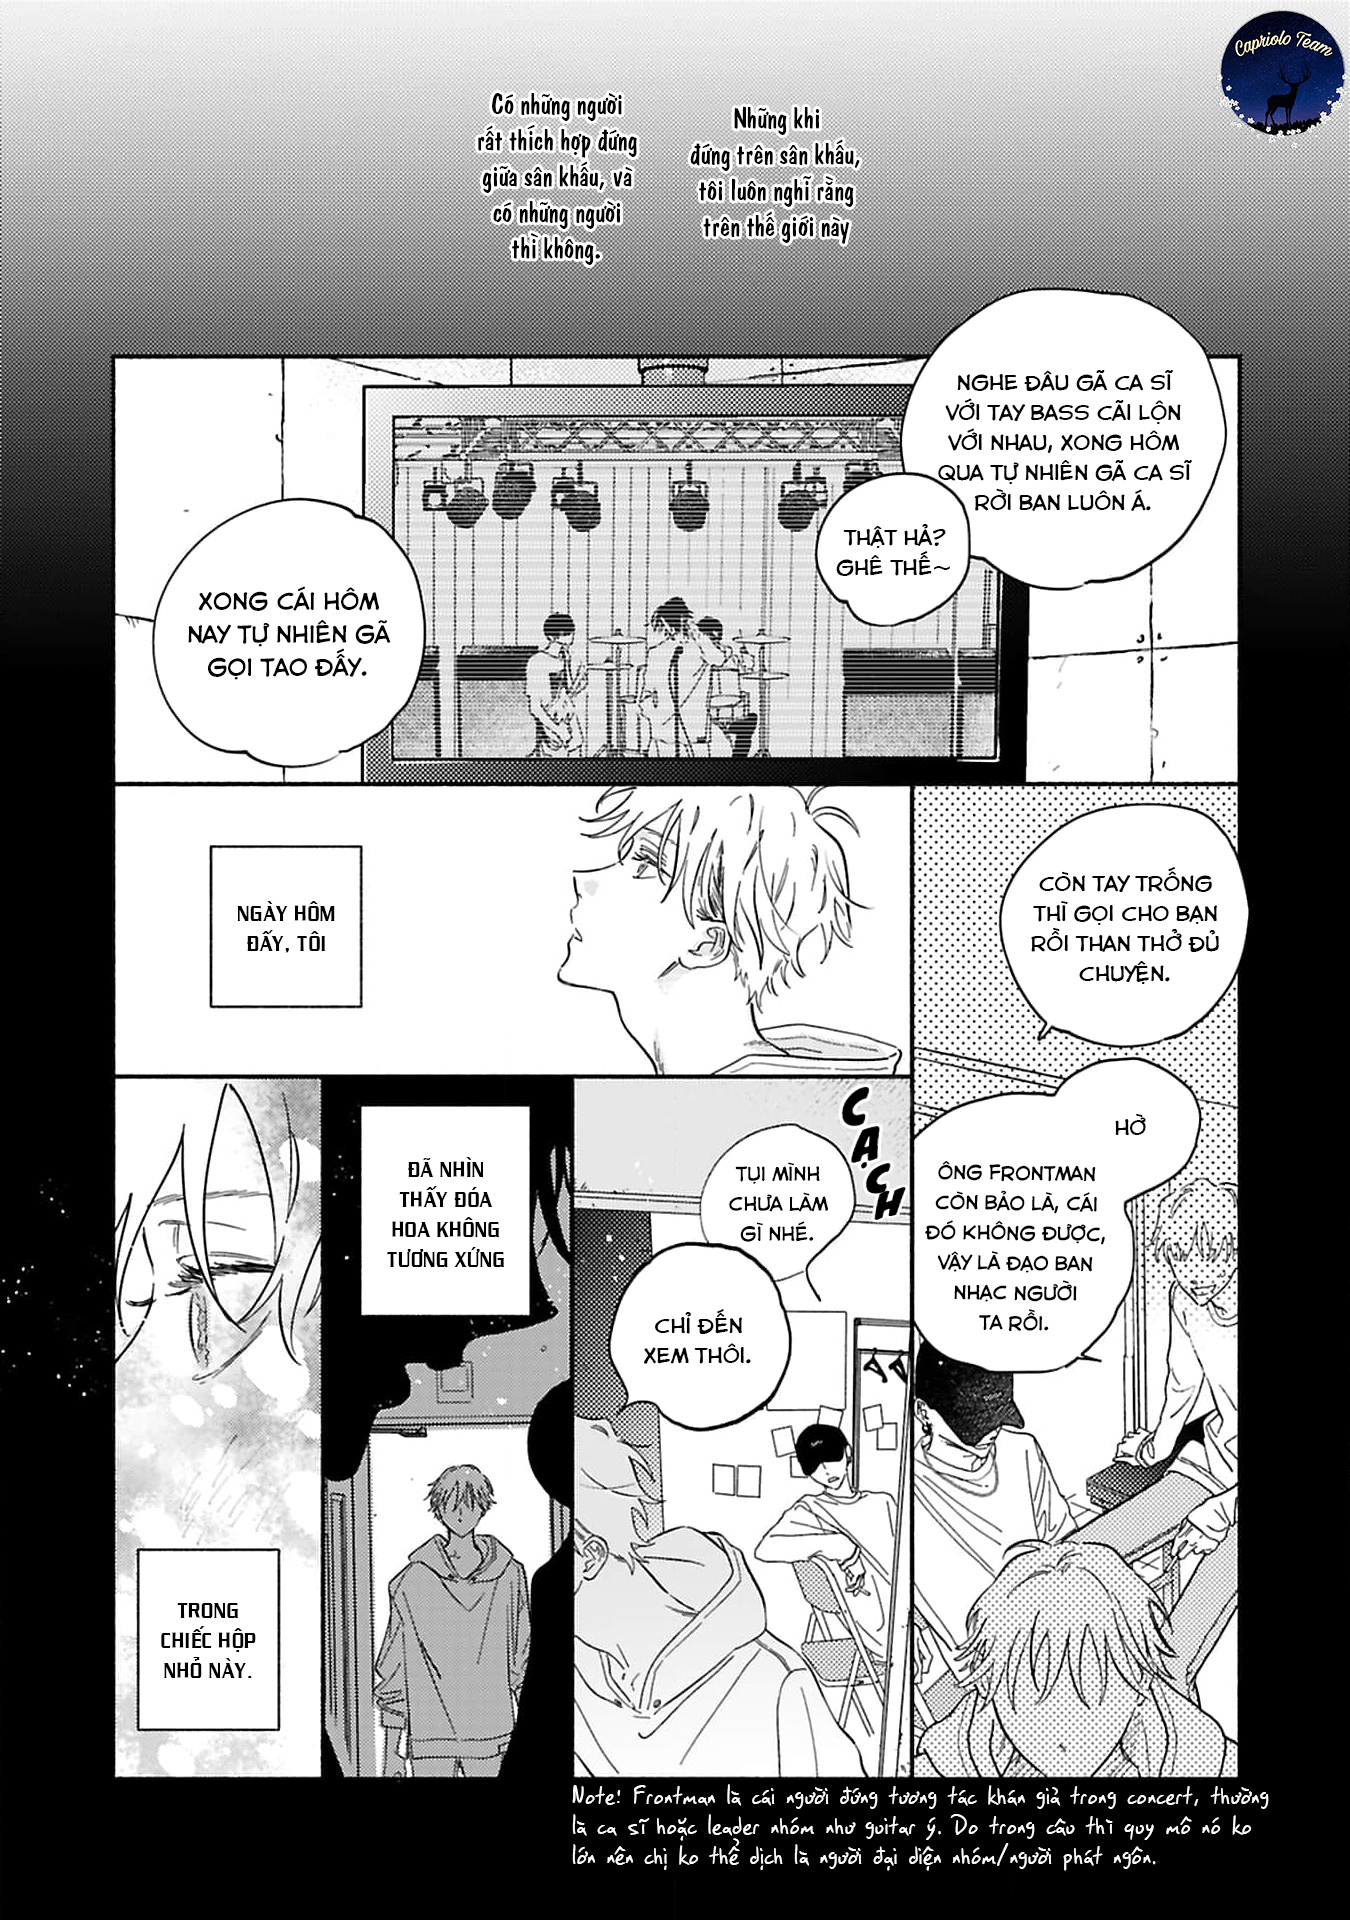 Capriolo Team
Những khi
đứng trên sân khấu,
tôi luôn nghĩ rằng
trên thế giới này
Có những người
rất thích hợp đứng
giữa sân khấu, và
có những người
thì không.
NGHE ĐÂU GÃ CA SĨ
VỚI TAY BASS CÃI LỘN
VỚI NHAU, XONG HÔM
QUA TỰ NHIÊN GÃ CA SĨ
RỜI BAN LUÔN Á.
THẬT HẢ?
GHÊ THẾ~
XONG CÁI HÔM
NAY TỰ NHIÊN GÃ
GỌI TAO ĐẤY.
CÒN TAY TRỐNG
THÌ GỌI CHO BẠN
RỒI THAN THỞ ĐỦ
CHUYỆN.
NGÀY HÔM
ĐẤY, TÔI
HỜ
ÔNG FRONTMAN
CÒN BẢO LÀ, CÁI
ĐÓ KHÔNG ĐƯỢC,
VẬY LÀ ĐẠO BAN
NHẠC NGƯỜI
TA RỒI.
CẠCH
TỤI MÌNH
CHƯA LÀM
GÌ NHÉ.
CHỈ ĐẾN
XEM THÔI.
ĐÃ NHÌN
THẤY ĐÓA
HOA KHÔNG
TƯƠNG XỨNG
TRONG
CHIẾC HỘP
NHỎ NÀY.
Note: Frontman là cái người đứng tương tác khán giả trong concert, thường
là ca sĩ hoặc leader nhóm như guitar ý. Do trong câu thì quy mô nó ko
lớn nên chị ko thể dịch là người đại diện nhóm/người phát ngôn.